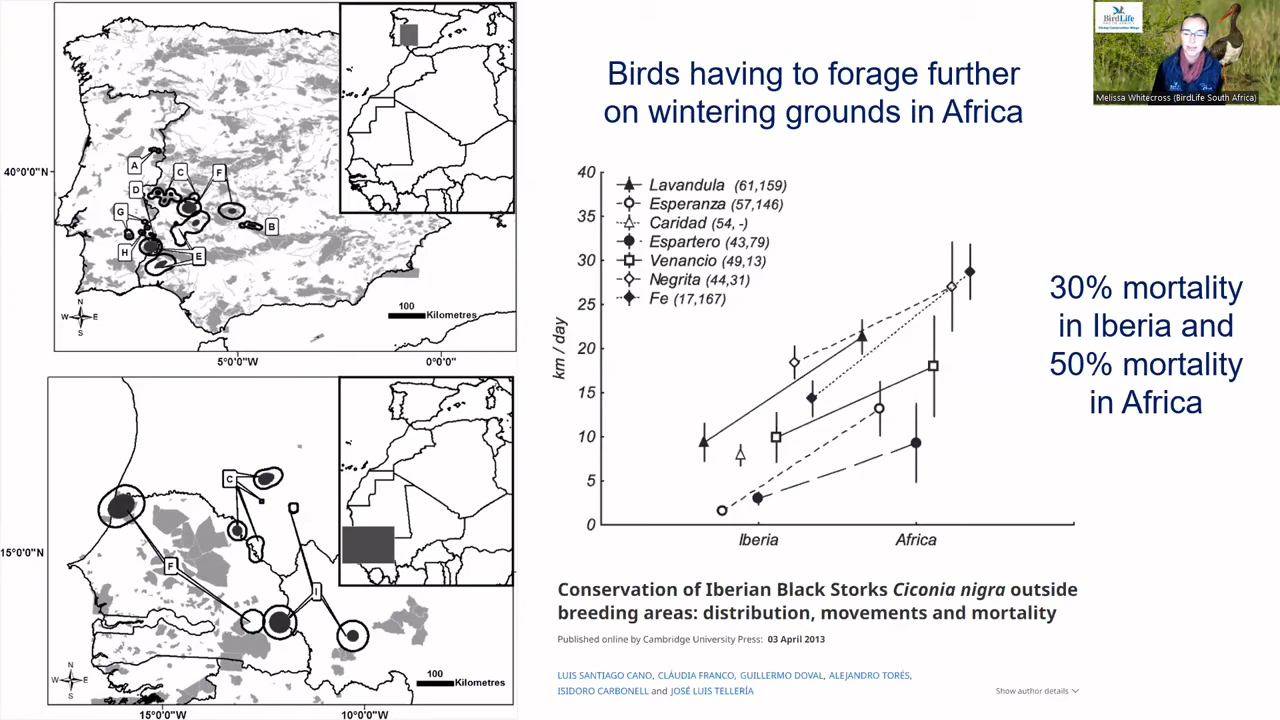 40°0'0"N
A
C
F
D
G
B
H
E
N
W
E
S
100
Kilometres
5°0'0"W
0°0'0"
Birds having to forage further
on wintering grounds in Africa
BirdLife
SOUTH AFRICA
Giving Conservation Wings
Melissa Whitecross (BirdLife South Africa)
40
35
30
25
20
15
10
5
0
km / day
Lavandula (61,159)
Esperanza (57,146)
Caridad (54, -)
Espartero (43,79)
Venancio (49,13)
Negrita (44,31)
Fe (17,167)
Iberia
Africa
30% mortality
in Iberia and
50% mortality
in Africa
15°0'0"N
C
F
I
N
W
E
S
100
Kilometres
15°0'0"W
10°0'0"W
Conservation of Iberian Black Storks Ciconia nigra outside
breeding areas: distribution, movements and mortality
Published online by Cambridge University Press: 03 April 2013
LUIS SANTIAGO CANO, CLÁUDIA FRANCO, GUILLERMO DOVAL, ALEJANDRO TORÉS,
ISIDORO CARBONELL and JOSÉ LUIS TELLERÍA
Show author details